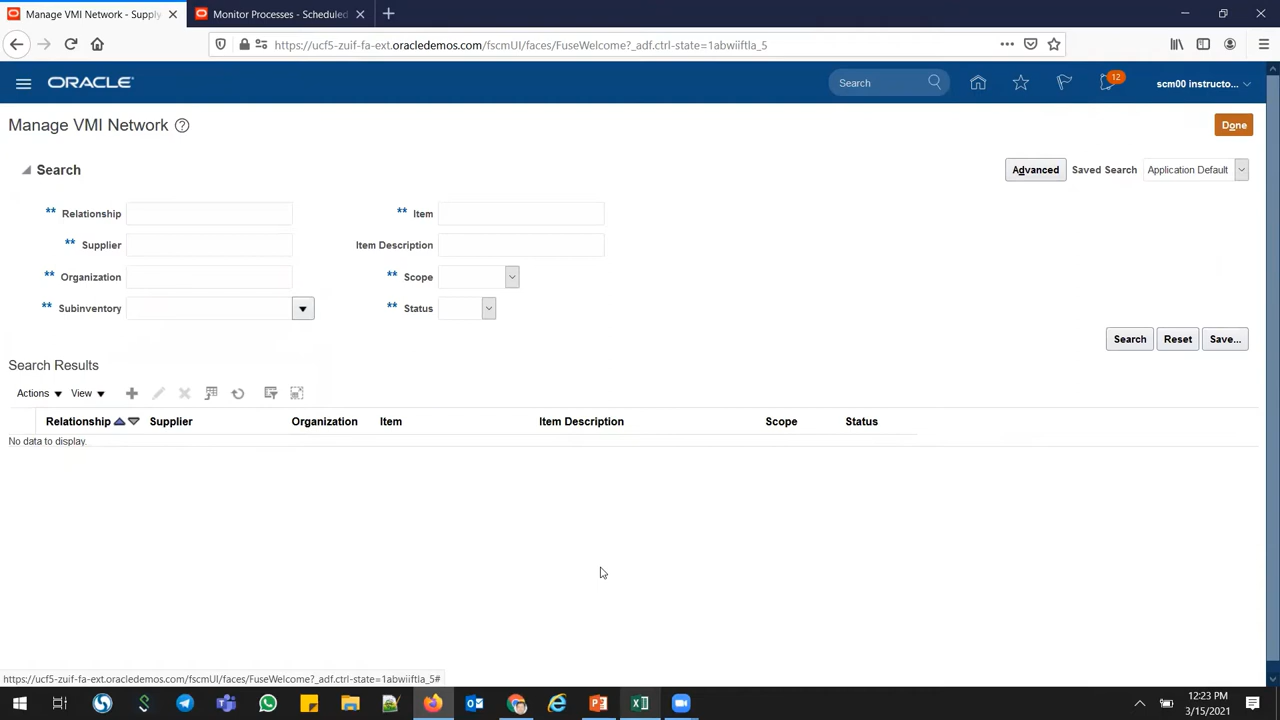 Manage VMI Network - Supply
Monitor Processes - Scheduled
https://ucf5-zuif-fa-ext.oracledemos.com/fscmUI/faces/FuseWelcome?_adf.ctrl-state=1abwiiftla_5
ORACLE
Search
12
scm00 instructo...
Manage VMI Network
Done
Search
Advanced
Saved Search
Application Default
** Relationship
** Item
** Supplier
Item Description
** Organization
** Scope
** Subinventory
** Status
Search
Reset
Save...
Search Results
Actions
View
Relationship Supplier Organization Item Item Description Scope Status
No data to display.
https://ucf5-zuif-fa-ext.oracledemos.com/fscmUI/faces/FuseWelcome?_adf.ctrl-state=1abwiiftla_5#
12:23 PM
3/15/2021